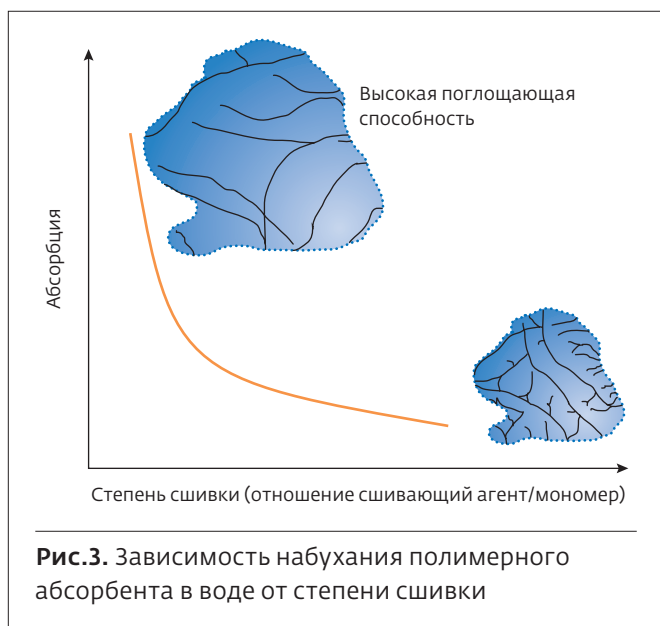 Высокая поглощающая
способность
Абсорбция
Степень сшивки (отношение сшивающий агент/мономер)
Рис.3. Зависимость набухания полимерного
абсорбента в воде от степени сшивки